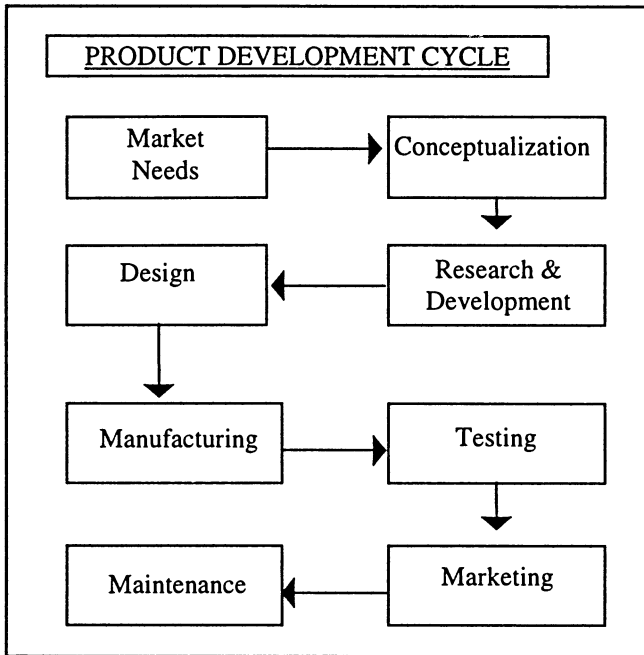 PRODUCT DEVELOPMENT CYCLE
Market
Needs
Conceptualization
Research &
Development
Design
Manufacturing
Testing
Marketing
Maintenance